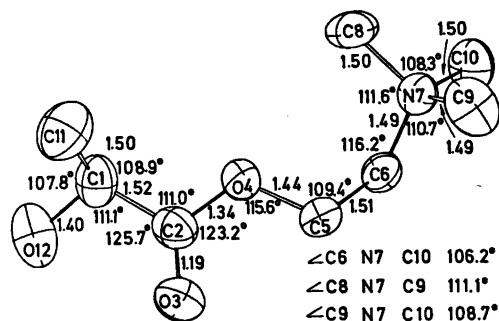 C8
1.50
C10
108.3°
1.50
N7
C9
111.6°
1.49
110.7°
1.49
C11
1.50
116.2°
C6
108.9°
107.8°
C1
1.52
111.0°
O4
1.44
109.4°
1.51
111.1°
1.34
115.6°
C5
O12
1.40
C2
125.7°
123.2°
1.19
O3
∠C6 N7 C10 106.2°
∠C8 N7 C9 111.1°
∠C9 N7 C10 108.7°